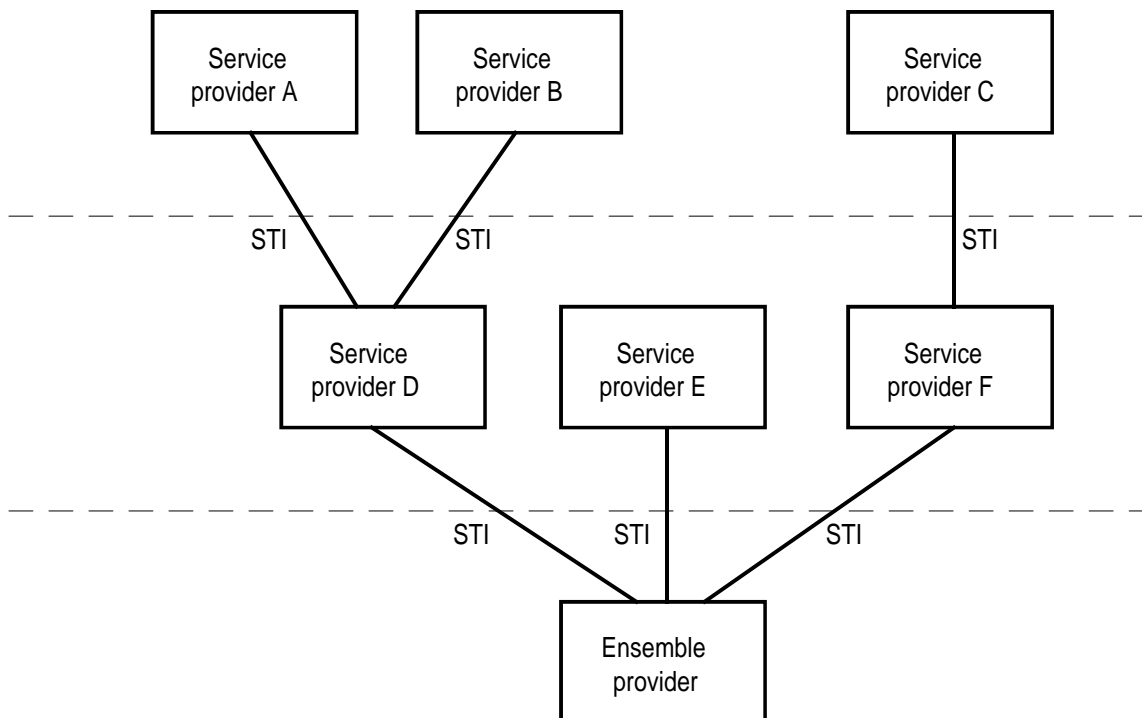 Service
provider A
Service
provider B
Service
provider C
STI
STI
STI
Service
provider D
Service
provider E
Service
provider F
STI
STI
STI
Ensemble
provider